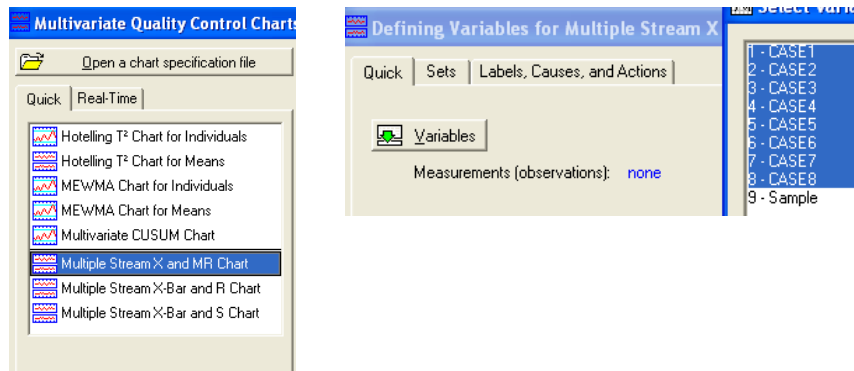 Multivariate Quality Control Charts
Open a chart specification file
Quick
Real-Time
Hotelling T² Chart for Individuals
Hotelling T² Chart for Means
MEWMA Chart for Individuals
MEWMA Chart for Means
Multivariate CUSUM Chart
Multiple Stream X and MR Chart
Multiple Stream X-Bar and R Chart
Multiple Stream X-Bar and S Chart
Defining Variables for Multiple Stream X
Quick
Sets
Labels, Causes, and Actions
Variables
Measurements (observations): none
Select
1 - CASE1
2 - CASE2
3 - CASE3
4 - CASE4
5 - CASE5
6 - CASE6
7 - CASE7
8 - CASE8
9 - Sample